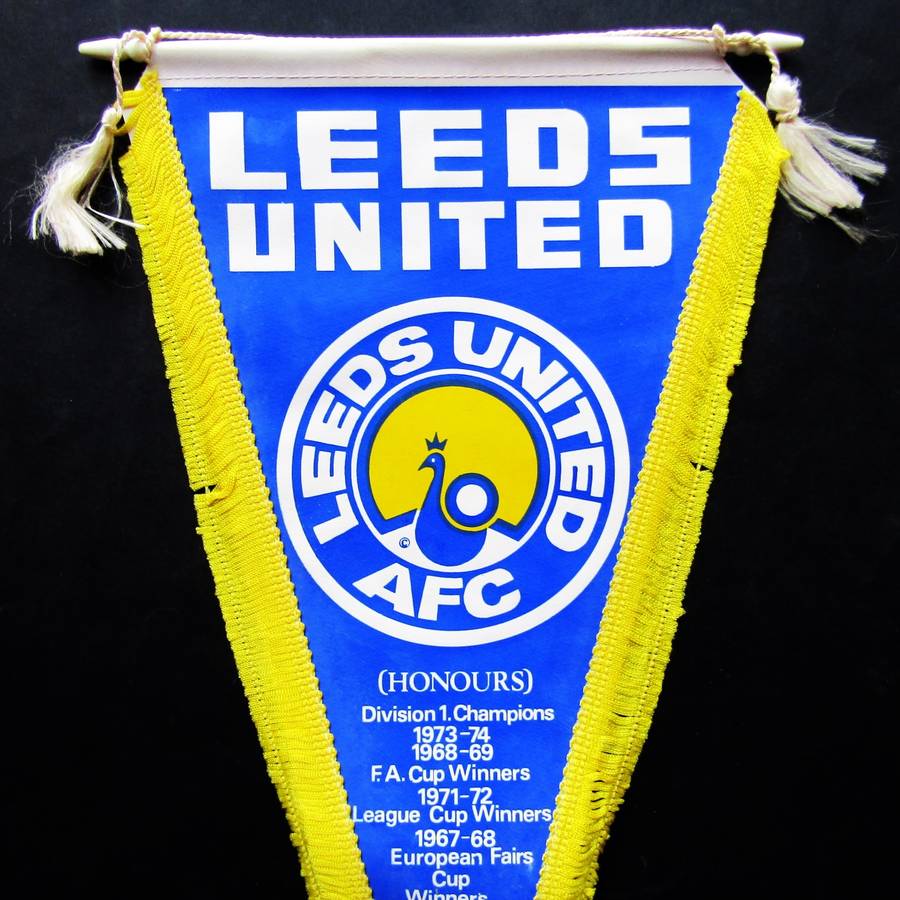 LEEDS
UNITED
LEEDS UNITED
AFC
©
(HONOURS)
Division 1. Champions
1973-74
1968-69
F.A. Cup Winners
1971-72
League Cup Winners
1967-68
European Fairs
Cup
Winners